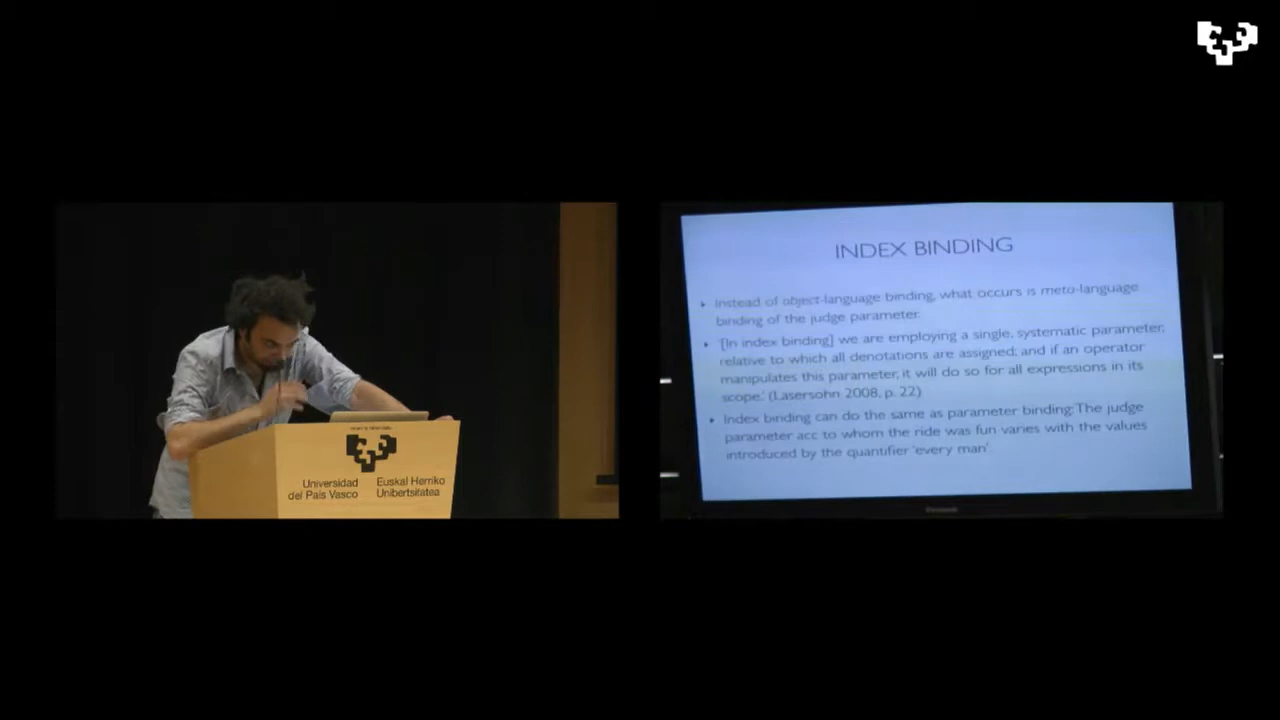 Universidad
del País Vasco
Euskal Herriko
Unibertsitatea
INDEX BINDING
• Instead of object-language binding, what occurs is meta-language
binding of the judge parameter.
• '[In index binding] we are employing a single, systematic parameter,
relative to which all denotations are assigned; and if an operator
manipulates this parameter, it will do so for all expressions in its
scope.' (Lasersohn 2008, p. 22)
• Index binding can do the same as parameter binding: The judge
parameter acc to whom the ride was fun varies with the values
introduced by the quantifier 'every man'.
Panasonic